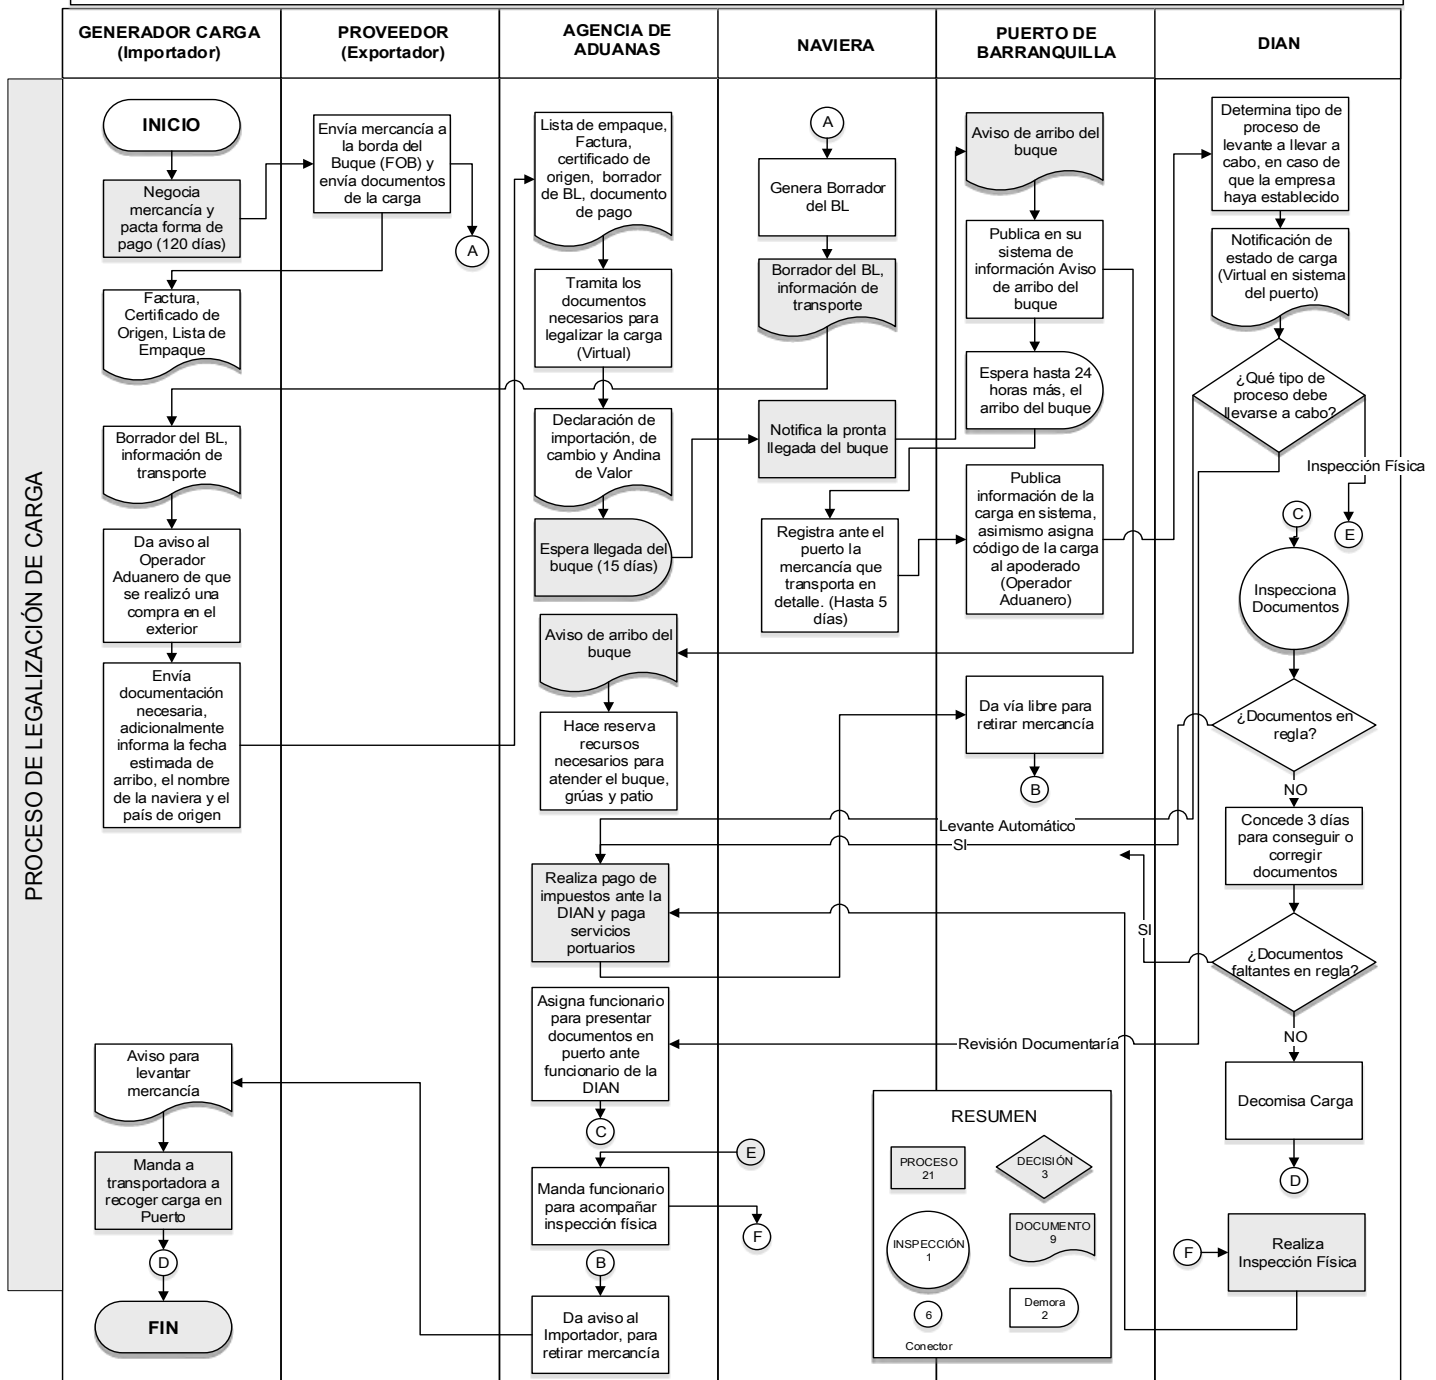 GENERADOR CARGA
(Importador)
PROVEEDOR
(Exportador)
AGENCIA DE
ADUANAS
NAVIERA
PUERTO DE
BARRANQUILLA
DIAN
PROCESO DE LEGALIZACIÓN DE CARGA
INICIO
Negocia
mercancía y
pacta forma de
pago (120 días)
Factura,
Certificado de
Origen, Lista de
Empaque
Borrador del BL,
información de
transporte
Da aviso al
Operador
Aduanero de que
se realizó una
compra en el
exterior
Envía
documentación
necesaria,
adicionalmente
informa la fecha
estimada de
arribo, el nombre
de la naviera y el
país de origen
Aviso para
levantar
mercancía
Manda a
transportadora a
recoger carga en
Puerto
D
FIN
Envía mercancía a
la borda del
Buque (FOB) y
envía documentos
de la carga
A
Lista de empaque,
Factura,
certificado de
origen, borrador
de BL, documento
de pago
Tramita los
documentos
necesarios para
legalizar la carga
(Virtual)
Declaración de
importación, de
cambio y Andina
de Valor
Espera llegada del
buque (15 días)
Aviso de arribo del
buque
Hace reserva
recursos
necesarios para
atender el buque,
grúas y patio
Realiza pago de
impuestos ante la
DIAN y paga
servicios
portuarios
Asigna funcionario
para presentar
documentos en
puerto ante
funcionario de la
DIAN
C
Manda funcionario
para acompañar
inspección física
B
Da aviso al
Importador, para
retirar mercancía
A
Genera Borrador
del BL
Borrador del BL,
información de
transporte
Notifica la pronta
llegada del buque
Registra ante el
puerto la
mercancía que
transporta en
detalle. (Hasta 5
días)
E
F
Aviso de arribo del
buque
Publica en su
sistema de
información Aviso
de arribo del
buque
Espera hasta 24
horas más, el
arribo del buque
Publica
información de la
carga en sistema,
asimismo asigna
código de la carga
al apoderado
(Operador
Aduanero)
Da vía libre para
retirar mercancía
B
Levante Automático
SI
SI
Revisión Documentaría
Determina tipo de
proceso de
levante a llevar a
cabo, en caso de
que la empresa
haya establecido
Notificación de
estado de carga
(Virtual en sistema
del puerto)
¿Qué tipo de
proceso debe
llevarse a cabo?
Inspección Física
E
C
Inspecciona
Documentos
¿Documentos en
regla?
NO
Concede 3 días
para conseguir o
corregir
documentos
¿Documentos
faltantes en regla?
NO
Decomisa Carga
D
F
Realiza
Inspección Física
RESUMEN
PROCESO
21
DECISIÓN
3
INSPECCIÓN
1
DOCUMENTO
9
6
Conector
Demora
2